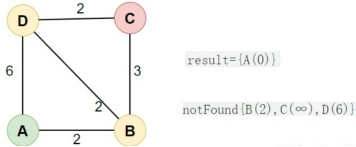 D
2
C
result={A(0)}
6
3
2
notFound{B(2),C(∞),D(6)}
A
B
2